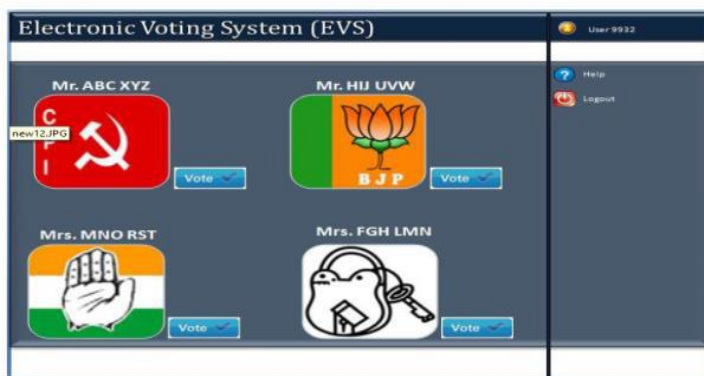 Electronic Voting System (EVS)
User 9932
Help
Logout
Mr. ABC XYZ
Mr. HIJ UVW
C
P
I
new12.JPG
Vote
B J P
Vote
Mrs. MNO RST
Mrs. FGH LMN
Vote
Vote